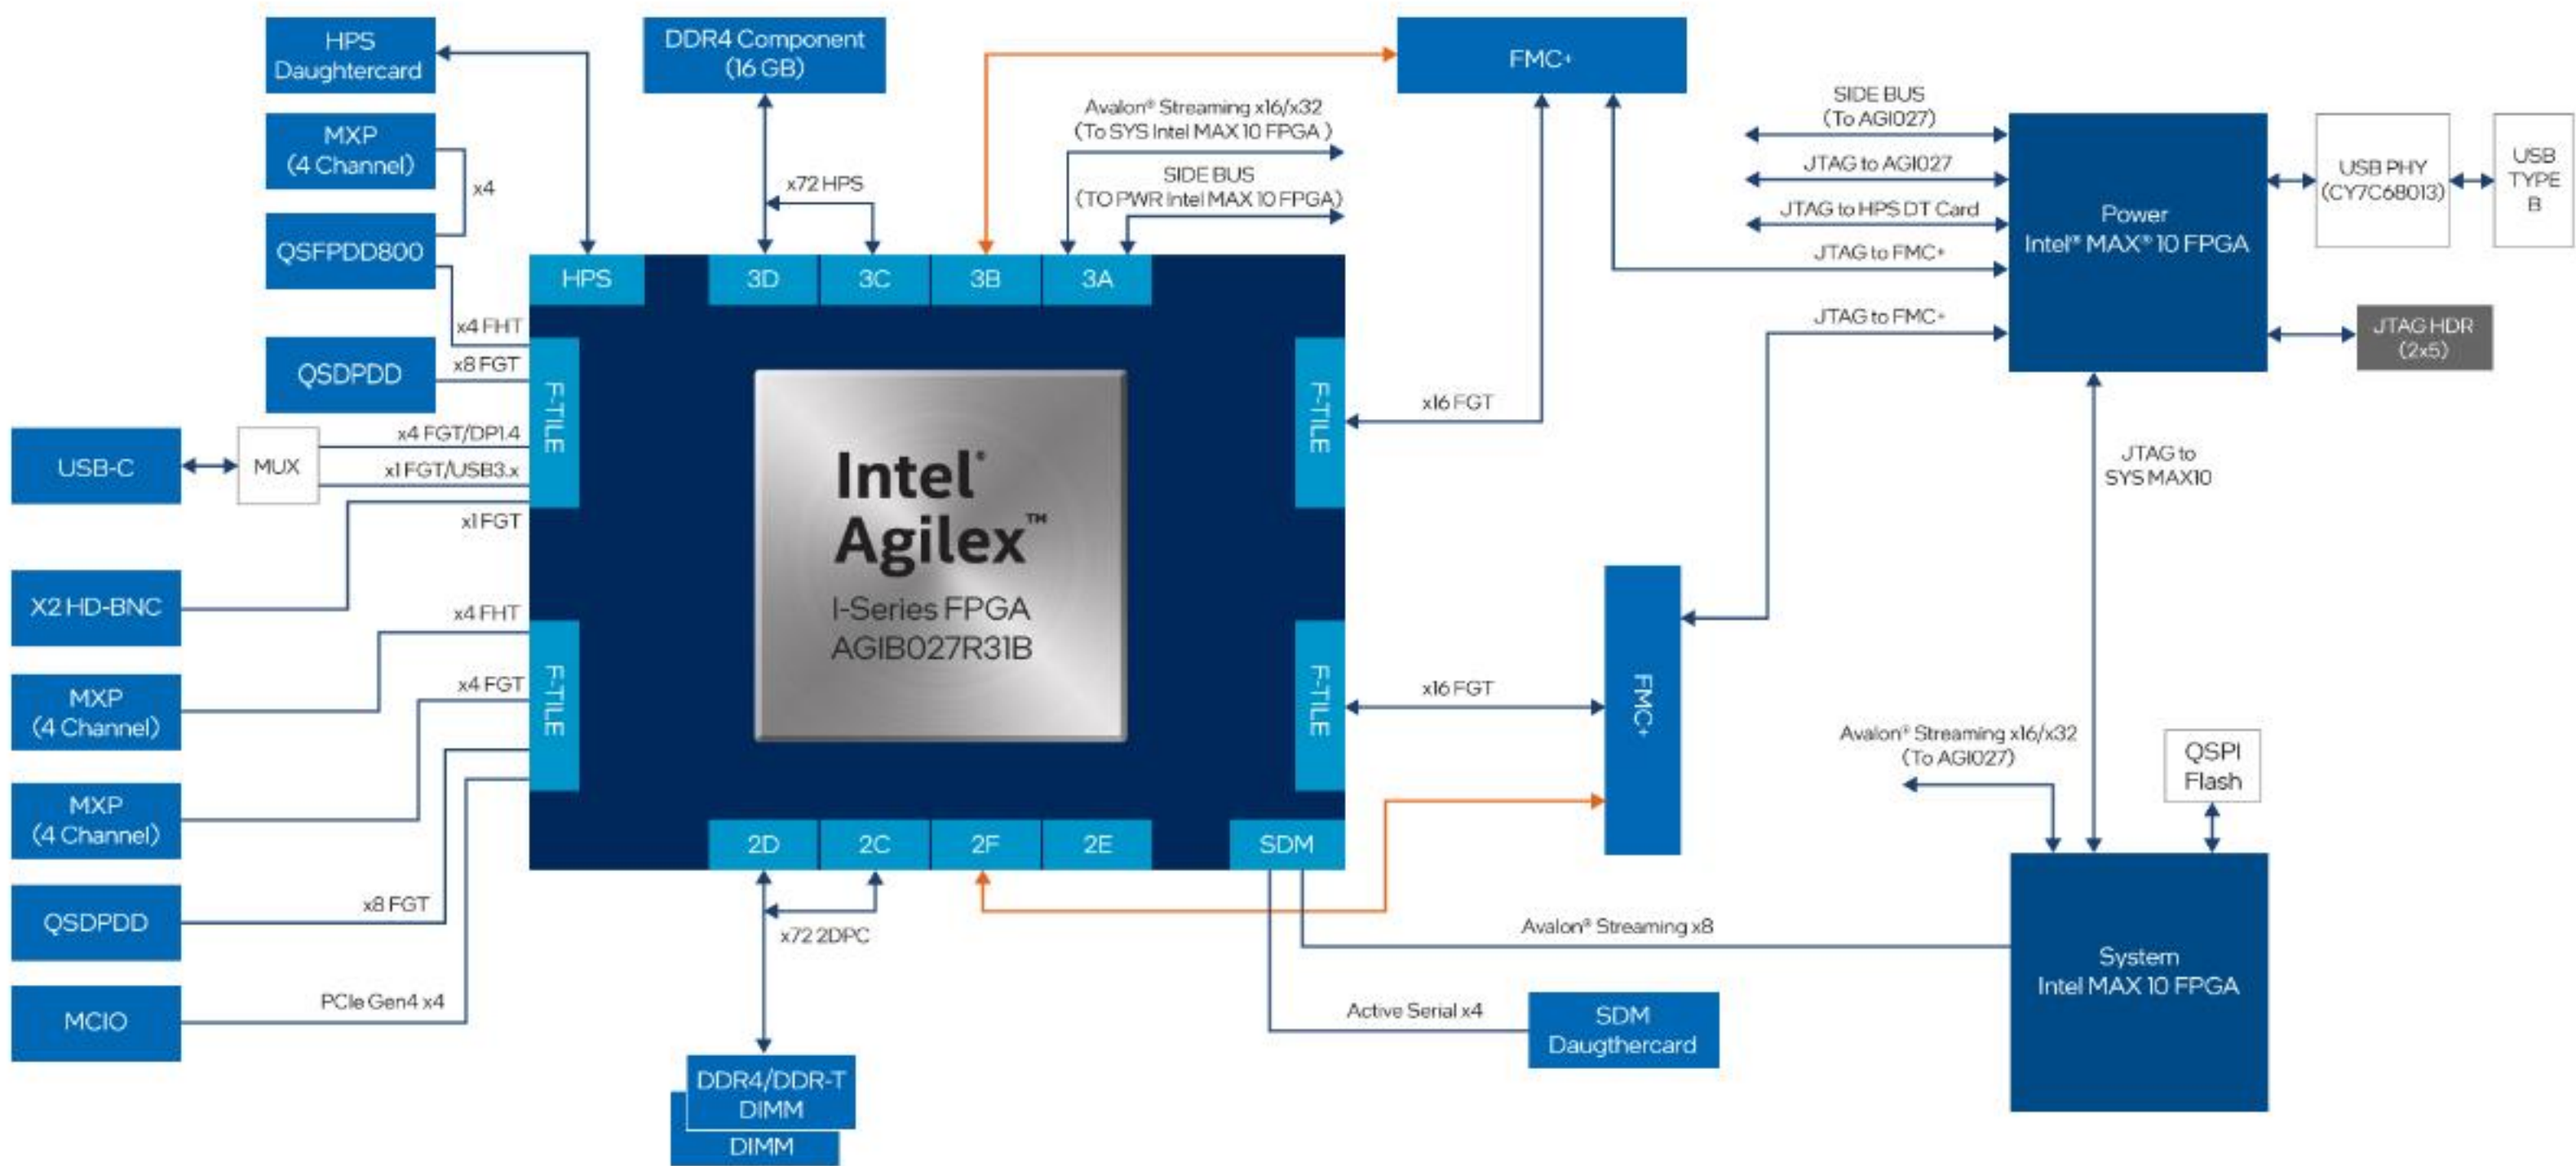 HPS
Daughtercard
MXP
(4 Channel)
x4
QSFPDD800
x4 FHT
QSDPDD
x8 FGT
USB-C
MUX
x4 FGT/DP1.4
x1 FGT/USB3.x
x1 FGT
X2 HD-BNC
x4 FHT
MXP
(4 Channel)
x4 FGT
MXP
(4 Channel)
QSDPDD
x8 FGT
MCIO
PCIe Gen4 x4
DDR4 Component
(16 GB)
x72 HPS
Avalon® Streaming x16/x32
(To SYS Intel MAX 10 FPGA )
SIDE BUS
(TO PWR Intel MAX 10 FPGA)
HPS
3D
3C
3B
3A
F-TILE
F-TILE
F-TILE
F-TILE
Intel®
Agilex™
I-Series FPGA
AGIB027R31B
2D
2C
2F
2E
SDM
x72 2DPC
DDR4/DDR-T
DIMM
DIMM
FMC+
x16 FGT
x16 FGT
FMC+
SIDE BUS
(To AGI027)
JTAG to AGI027
JTAG to HPS DT Card
JTAG to FMC+
JTAG to FMC+
Power
Intel® MAX® 10 FPGA
USB PHY
(CY7C68013)
USB
TYPE
B
JTAG HDR
(2x5)
JTAG to
SYS MAX10
Avalon® Streaming x16/x32
(To AGI027)
QSPI
Flash
Avalon® Streaming x8
System
Intel MAX 10 FPGA
Active Serial x4
SDM
Daugthercard